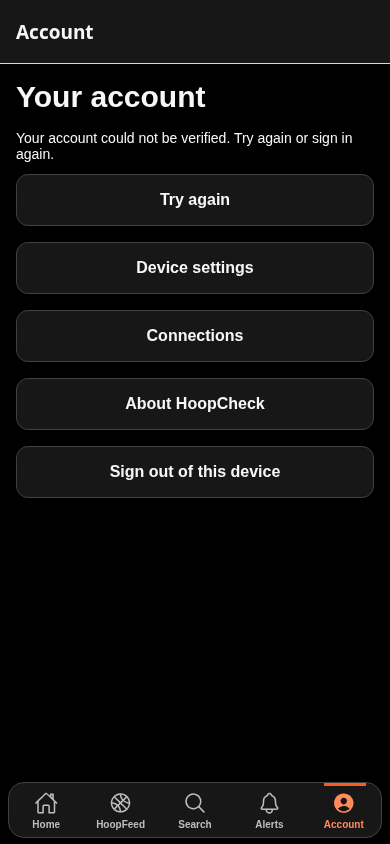 Account
Your account
Your account could not be verified. Try again or sign in
again.
Try again
Device settings
Connections
About HoopCheck
Sign out of this device
Home
HoopFeed
Search
Alerts
Account